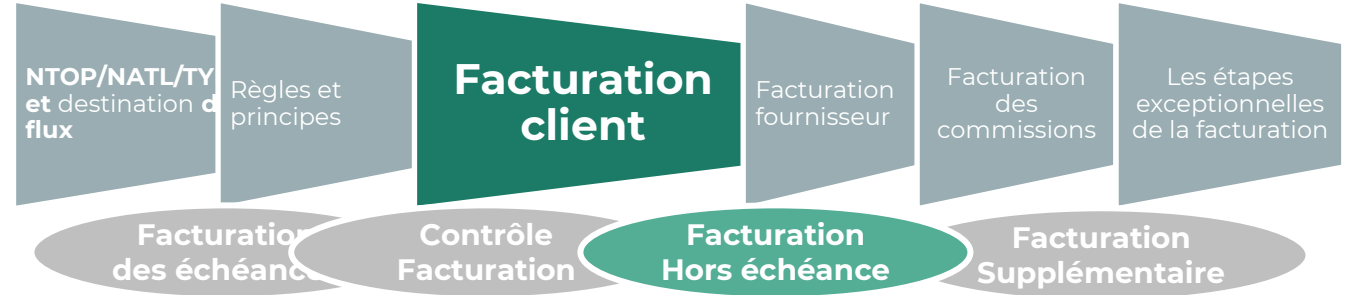 NTOP/NATL/TY
et destination d
flux
Règles et
principes
Facturation
client
Facturation
fournisseur
Facturation
des
commissions
Les étapes
exceptionnelles
de la facturation
Facturation
des échéanc
Contrôle
Facturation
Facturation
Hors échéance
Facturation
Supplémentaire